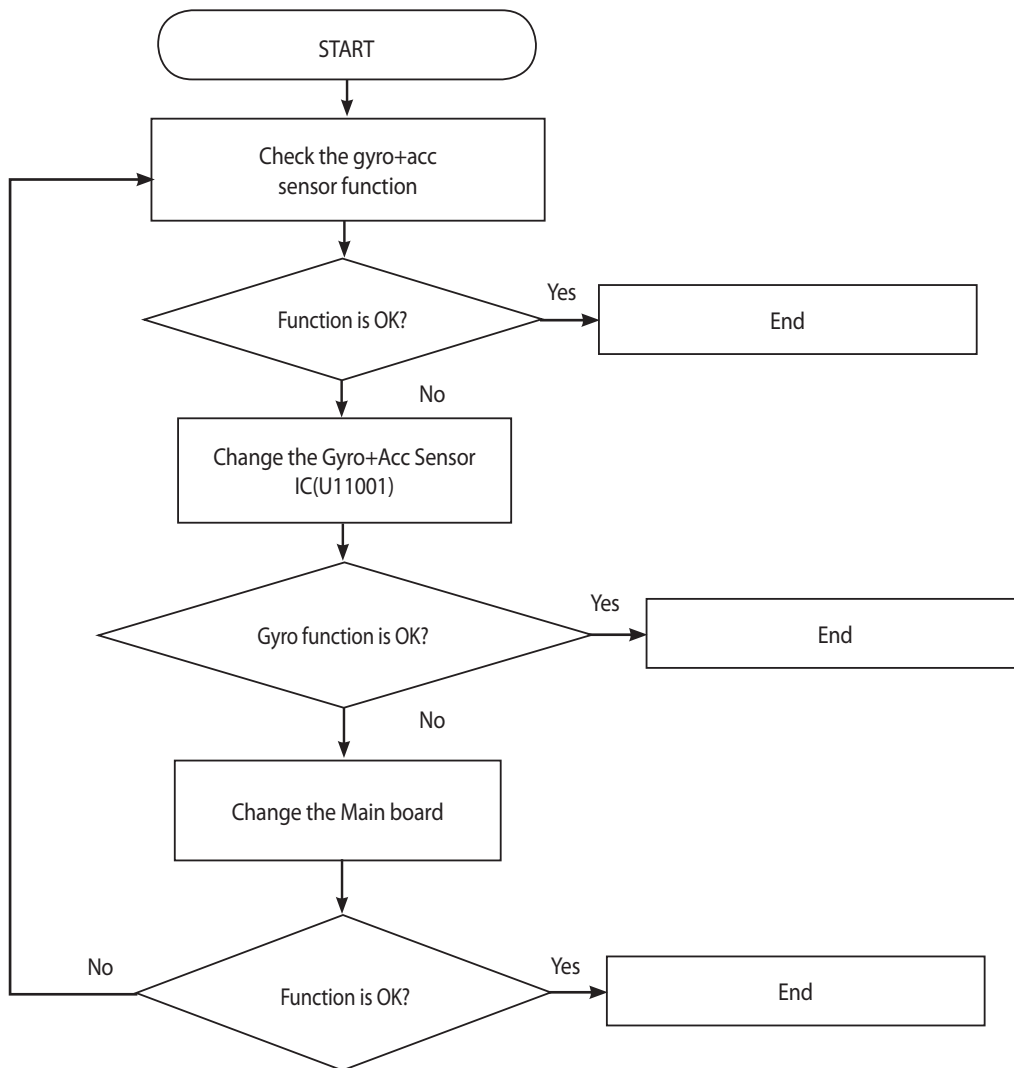 START
Check the gyro+acc
sensor function
Function is OK?
Yes
End
No
Change the Gyro+Acc Sensor
IC(U11001)
Gyro function is OK?
Yes
End
No
Change the Main board
No
Function is OK?
Yes
End